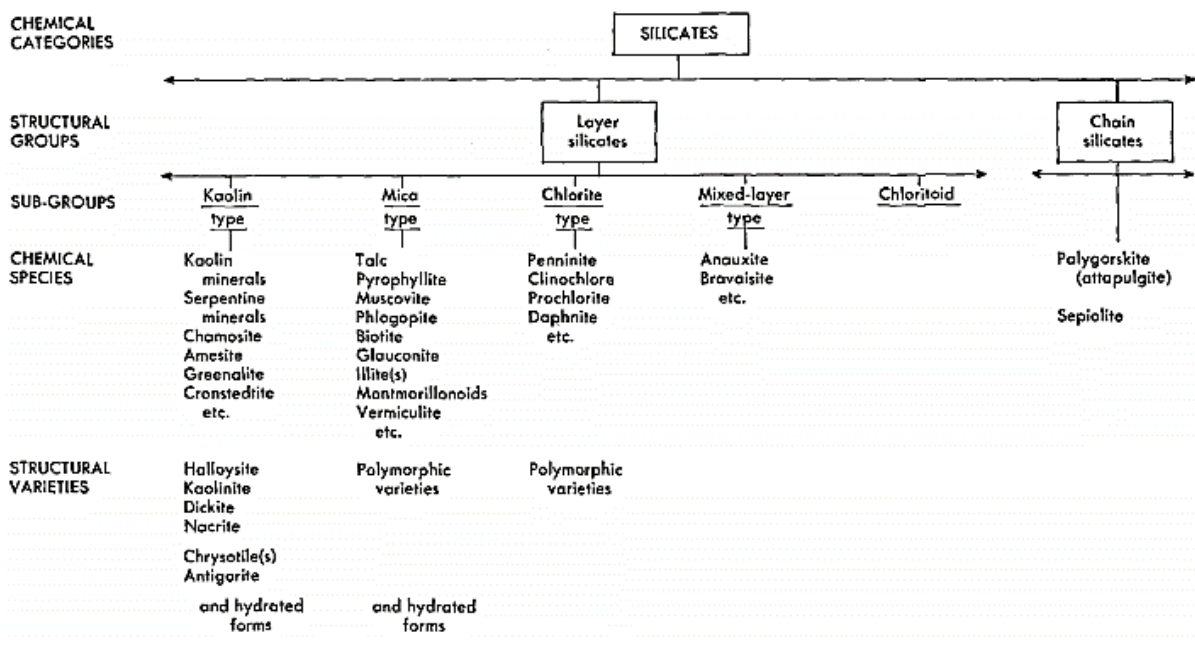 CHEMICAL
CATEGORIES
SILICATES
STRUCTURAL
GROUPS
Layer
silicates
Chain
silicates
SUB-GROUPS
Kaolin
type
Mica
type
Chlorite
type
Mixed-layer
type
Chloritoid
CHEMICAL
SPECIES
Kaolin
minerals
Serpentine
minerals
Chamosite
Amesite
Greenalite
Cronstedtite
etc.
Talc
Pyrophyllite
Muscovite
Phlogopite
Biotite
Glauconite
Illite(s)
Montmorillonoids
Vermiculite
etc.
Penninite
Clinochlore
Prochlorite
Daphnite
etc.
Anauxite
Bravaisite
etc.
Palygorskite
(attapulgite)
Sepiolite
STRUCTURAL
VARIETIES
Halloysite
Kaolinite
Dickite
Nacrite
Chrysotile(s)
Antigorite
and hydrated
forms
Polymorphic
varieties
and hydrated
forms
Polymorphic
varieties